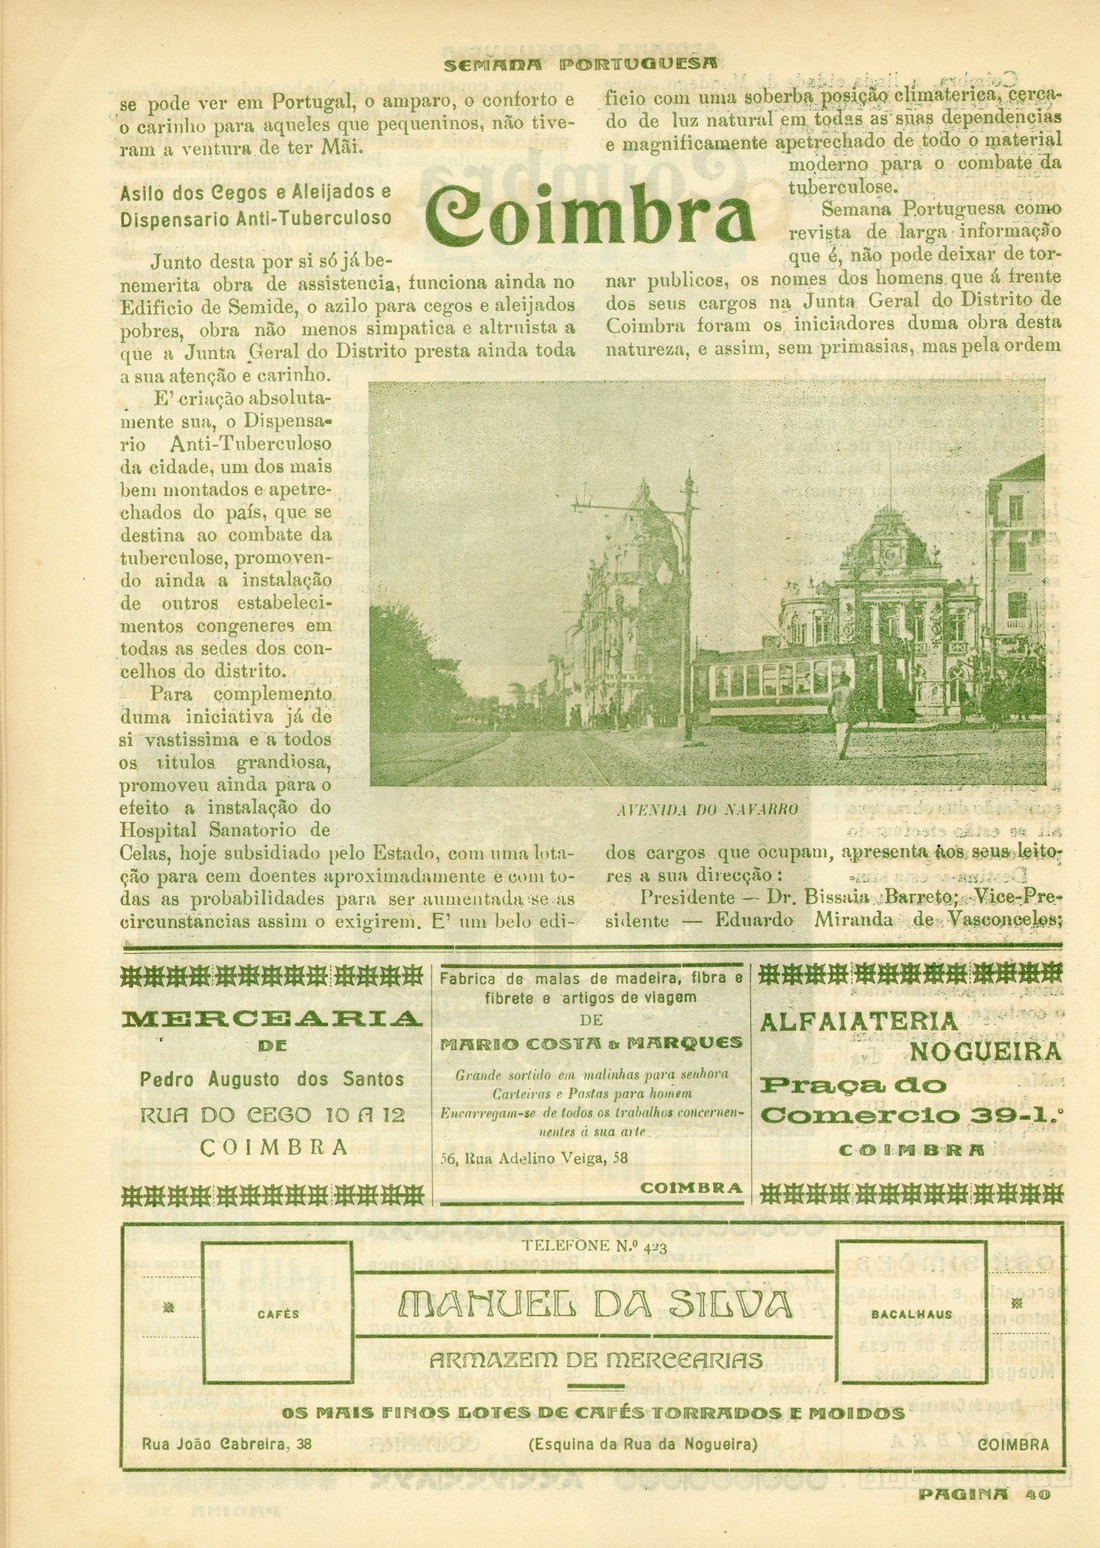 SEMANA PORTUGUESA
se pode ver em Portugal, o amparo, o conforto e
o carinho para aqueles que pequeninos, não tive-
ram a ventura de ter Mãi.
Asilo dos Cegos e Aleijados e
Dispensario Anti-Tuberculoso
Coimbra
Junto desta por si só já be-
nemerita obra de assistencia, funciona ainda no
Edificio de Semide, o azilo para cegos e aleijados
pobres, obra não menos simpatica e altruista a
que a Junta Geral do Distrito presta ainda toda
a sua atenção e carinho.
E' criação absoluta-
mente sua, o Dispensa-
rio Anti-Tuberculoso
da cidade, um dos mais
bem montados e apetre-
chados do país, que se
destina ao combate da
tuberculose, promoven-
do ainda a instalação
de outros estabeleci-
mentos congeneres em
todas as sedes dos con-
celhos do distrito.
Para complemento
duma iniciativa já de
si vastissima e a todos
os titulos grandiosa,
promoveu ainda para o
efeito a instalação do
Hospital Sanatorio de
Celas, hoje subsidiado pelo Estado, com uma lota-
ção para cem doentes aproximadamente e com to-
das as probabilidades para ser aumentada se as
circunstâncias assim o exigirem. E' um belo edi-
ficio com uma soberba posição climaterica, cerca-
do de luz natural em todas as suas dependencias
e magnificamente apetrechado de todo o material
moderno para o combate da
tuberculose.
Semana Portuguesa como
revista de larga informação
que é, não pode deixar de tor-
nar publicos, os nomes dos homens que á frente
dos seus cargos na Junta Geral do Distrito de
Coimbra foram os iniciadores duma obra desta
natureza, e assim, sem primasias, mas pela ordem
AVENIDA DO NAVARRO
dos cargos que ocupam, apresenta aos seus leito-
res a sua direcção:
Presidente — Dr. Bissaia Barreto; Vice-Pre-
sidente — Eduardo Miranda de Vasconcelos;
MERCEARIA
DE
Pedro Augusto dos Santos
RUA DO CEGO 10 A 12
COIMBRA
Fabrica de malas de madeira, fibra e
fibrete e artigos de viagem
DE
MARIO COSTA & MARQUES
Grande sortido em malinhas para senhora
Carteiras e Pastas para homem
Encarregam-se de todos os trabalhos concernen-
nentes á sua arte
56, Rua Adelino Veiga, 58
COIMBRA
ALFAIATERIA
NOGUEIRA
Praça do
Comercio 39-1.º
COIMBRA
TELEFONE N.º 423
CAFÉS
MANUEL DA SILVA
BACALHAUS
ARMAZEM DE MERCEARIAS
OS MAIS FINOS LOTES DE CAFÉS TORRADOS E MOIDOS
Rua João Cabreira, 38
(Esquina da Rua da Nogueira)
COIMBRA
PAGINA 40